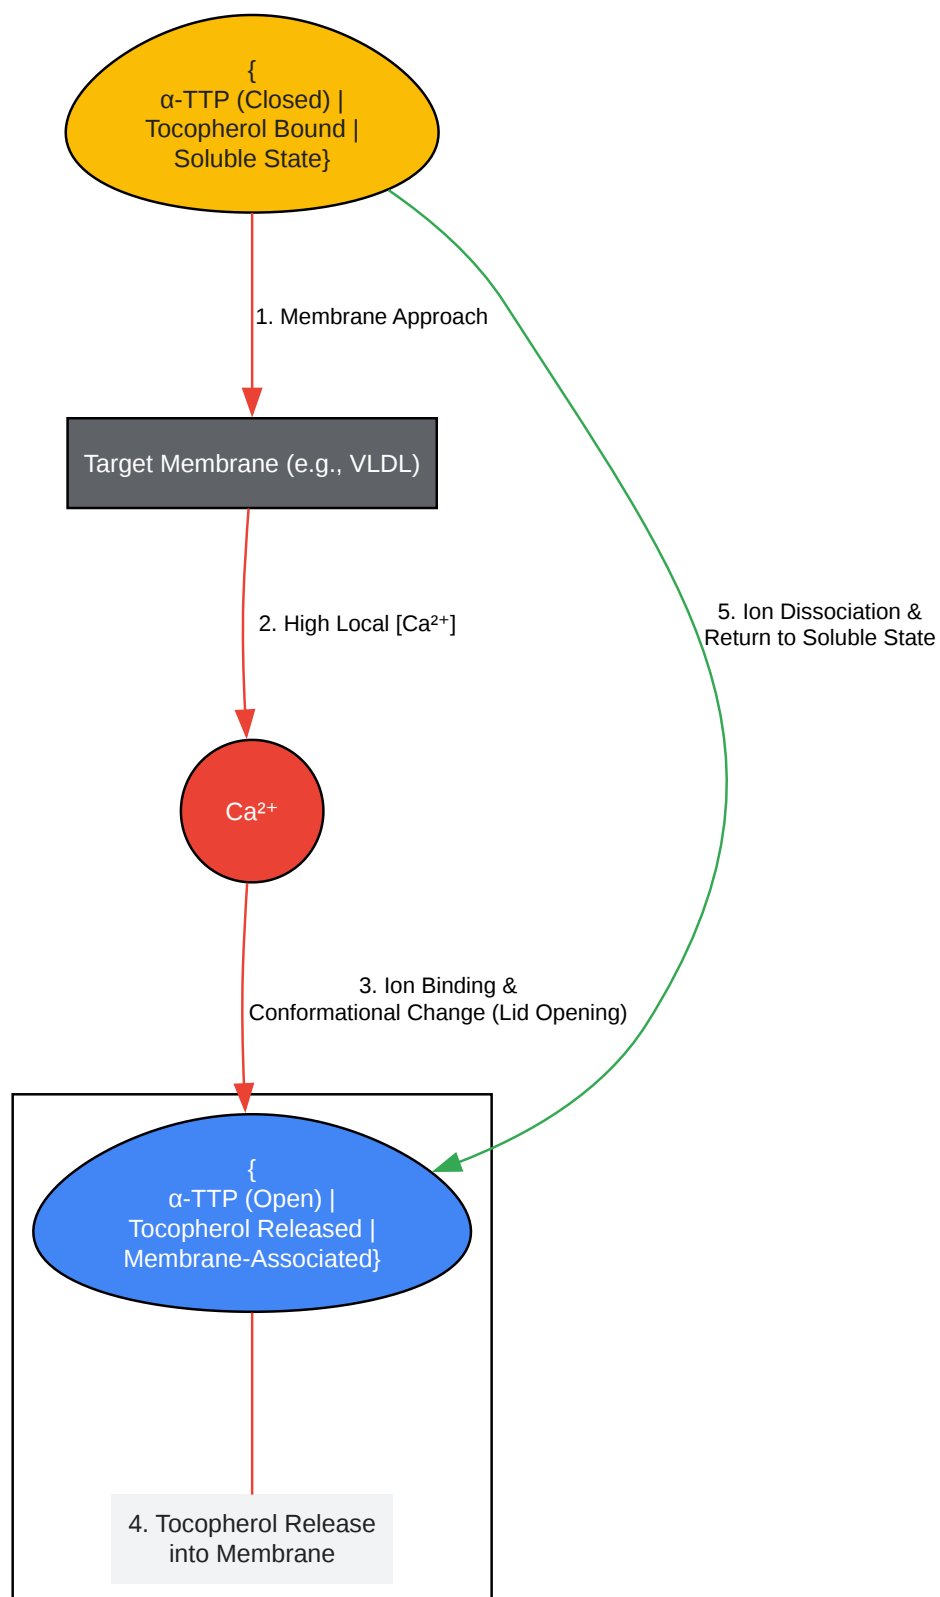 {
α-TTP (Closed) |
Tocopherol Bound |
Soluble State}
1. Membrane Approach
Target Membrane (e.g., VLDL)
5. Ion Dissociation &
Return to Soluble State
2. High Local [Ca²⁺]
Ca²⁺
3. Ion Binding &
Conformational Change (Lid Opening)
{
α-TTP (Open) |
Tocopherol Released |
Membrane-Associated}
4. Tocopherol Release
into Membrane